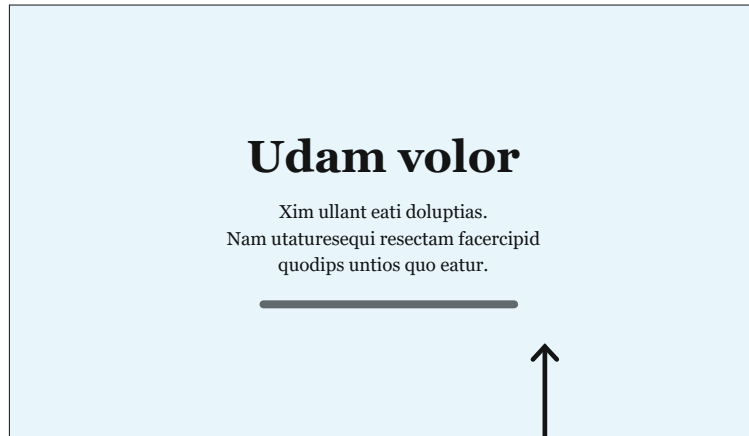 Udam volor
Xim ullant eati doluptias.
Nam utaturesequi resectam facercipid
quodips untios quo eatur.